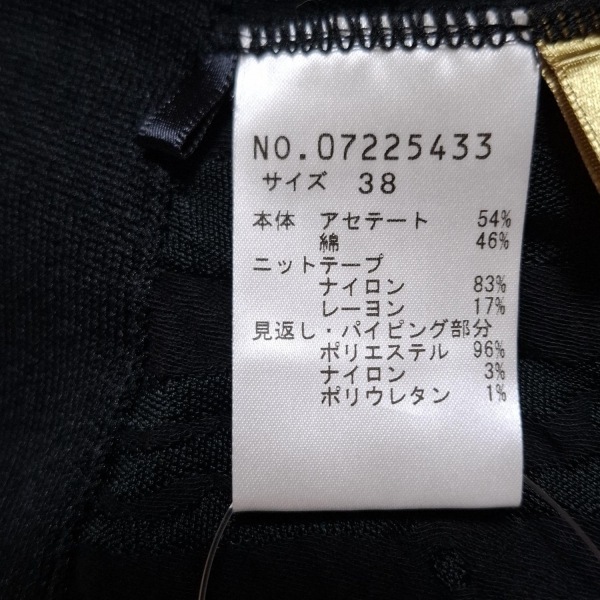 NO.07225433
サイズ 38
本体 アセテート 54%
綿 46%
ニットテープ
ナイロン 83%
レーヨン 17%
見返し・パイピング部分
ポリエステル 96%
ナイロン 3%
ポリウレタン 1%